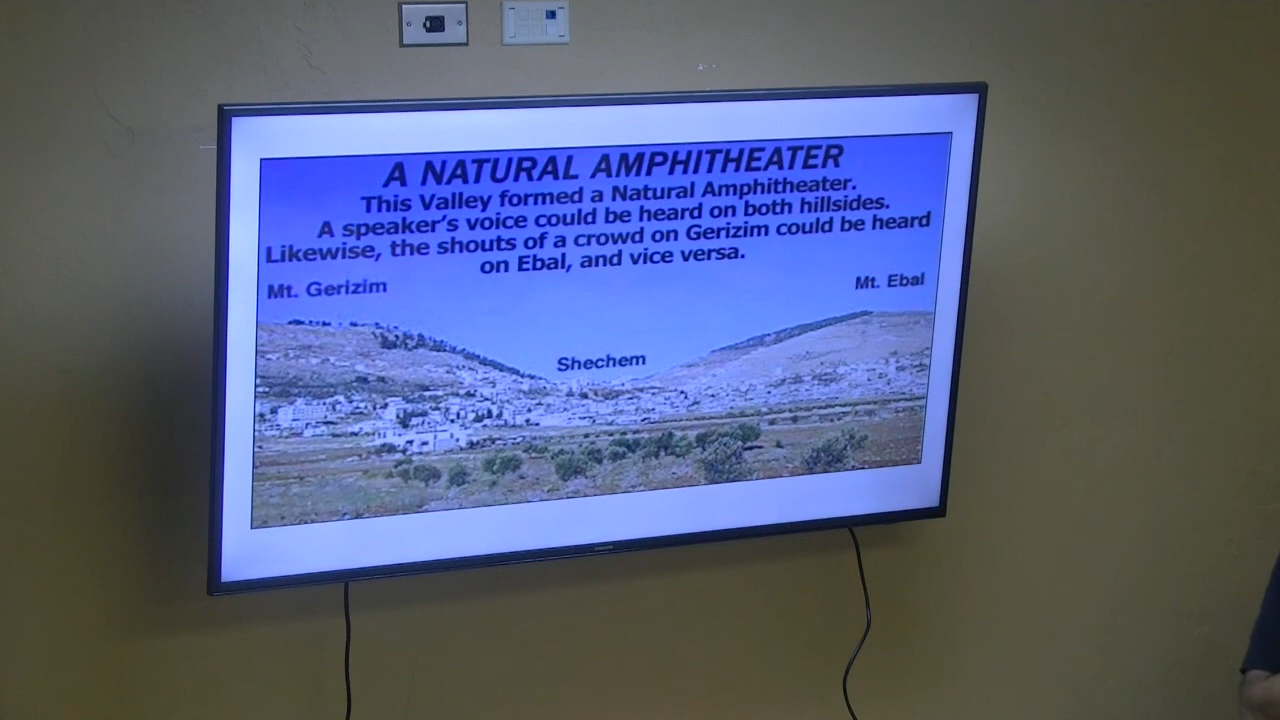 A NATURAL AMPHITHEATER
This Valley formed a Natural Amphitheater.
A speaker's voice could be heard on both hillsides.
Likewise, the shouts of a crowd on Gerizim could be heard
on Ebal, and vice versa.
Mt. Gerizim
Mt. Ebal
Shechem
SAMSUNG